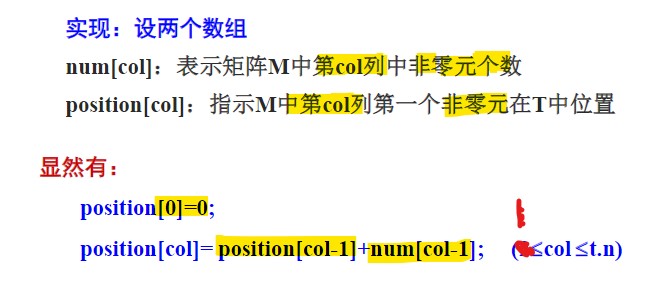 实现：设两个数组
num[col]：表示矩阵M中第col列中非零元个数
position[col]：指示M中第col列第一个非零元在T中位置
显然有：
position[0]=0;
1
position[col]= position[col-1]+num[col-1]; (≤col ≤t.n)